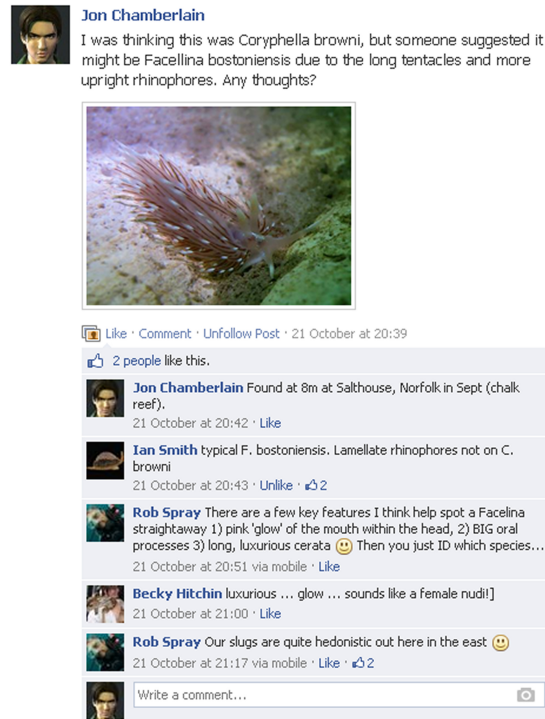 Jon Chamberlain
I was thinking this was Coryphella browni, but someone suggested it
might be Facellina bostoniensis due to the long tentacles and more
upright rhinophores. Any thoughts?
Like · Comment · Unfollow Post · 21 October at 20:39
2 people like this.
Jon Chamberlain Found at 8m at Salthouse, Norfolk in Sept (chalk
reef).
21 October at 20:42 · Like
Ian Smith typical F. bostoniensis. Lamellate rhinophores not on C.
browni
21 October at 20:43 · Unlike · 2
Rob Spray There are a few key features I think help spot a Facelina
straightaway 1) pink 'glow' of the mouth within the head, 2) BIG oral
processes 3) long, luxurious cerata Then you just ID which species...
21 October at 20:51 via mobile · Like
Becky Hitchin luxurious ... glow ... sounds like a female nudi!]
21 October at 21:00 · Like
Rob Spray Our slugs are quite hedonistic out here in the east
21 October at 21:17 via mobile · Like · 2
Write a comment...